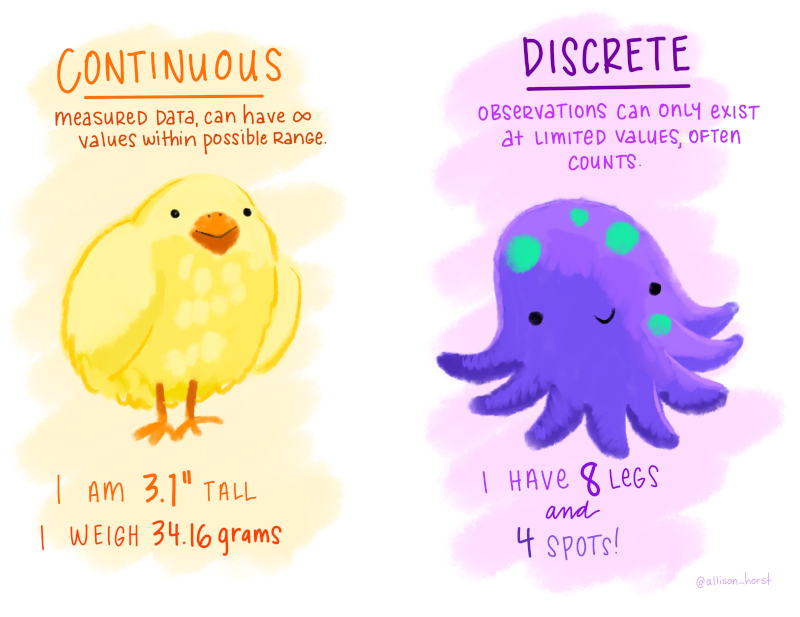 CONTINUOUS
measured data, can have ∞
values within possible range.
I AM 3.1" TALL
I WEIGH 34.16 grams
DISCRETE
OBSERVATIONS can only exist
at limited values, often
counts.
I HAVE 8 LEGS
and
4 SPOTS!
@allison_horst